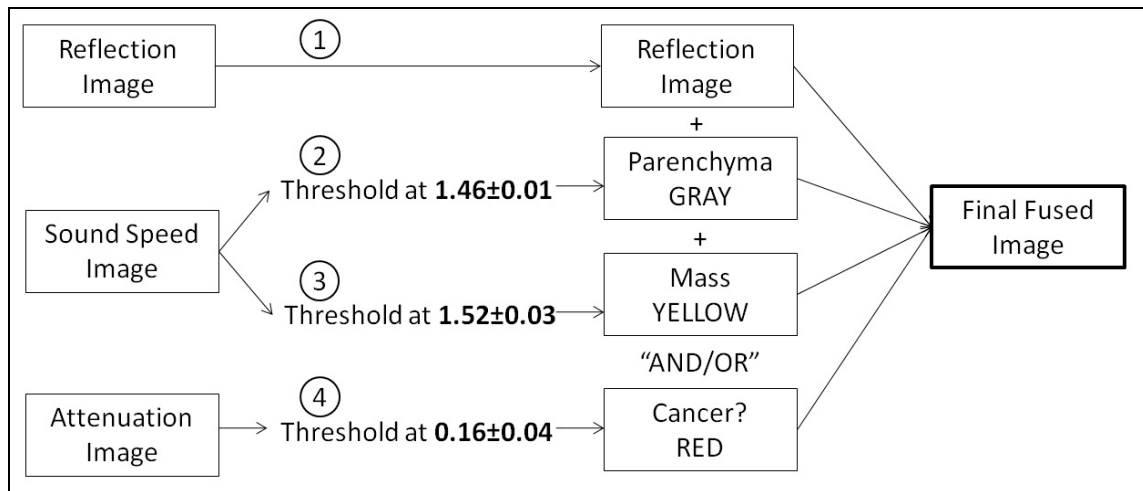 Reflection
Image
①
Reflection
Image
+
②
Threshold at 1.46±0.01
Parenchyma
GRAY
Sound Speed
Image
+
③
Threshold at 1.52±0.03
Mass
YELLOW
Final Fused
Image
“AND/OR”
Attenuation
Image
④
Threshold at 0.16±0.04
Cancer?
RED